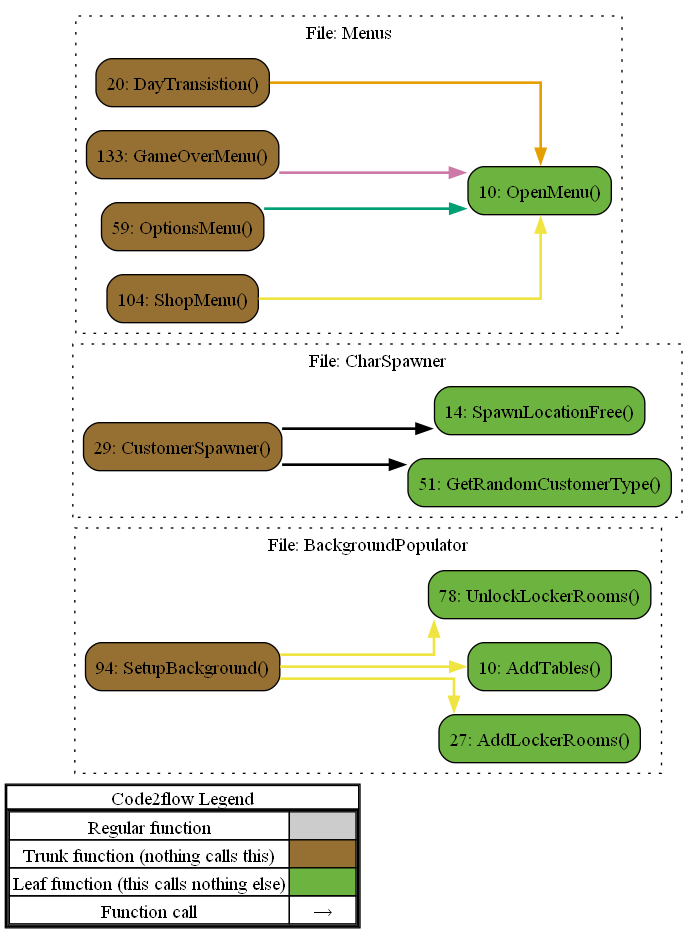 File: Menus
20: DayTransistion()
133: GameOverMenu()
10: OpenMenu()
59: OptionsMenu()
104: ShopMenu()
File: CharSpawner
14: SpawnLocationFree()
29: CustomerSpawner()
51: GetRandomCustomerType()
File: BackgroundPopulator
78: UnlockLockerRooms()
94: SetupBackground()
10: AddTables()
27: AddLockerRooms()
Code2flow Legend
Regular function
Trunk function (nothing calls this)
Leaf function (this calls nothing else)
Function call →